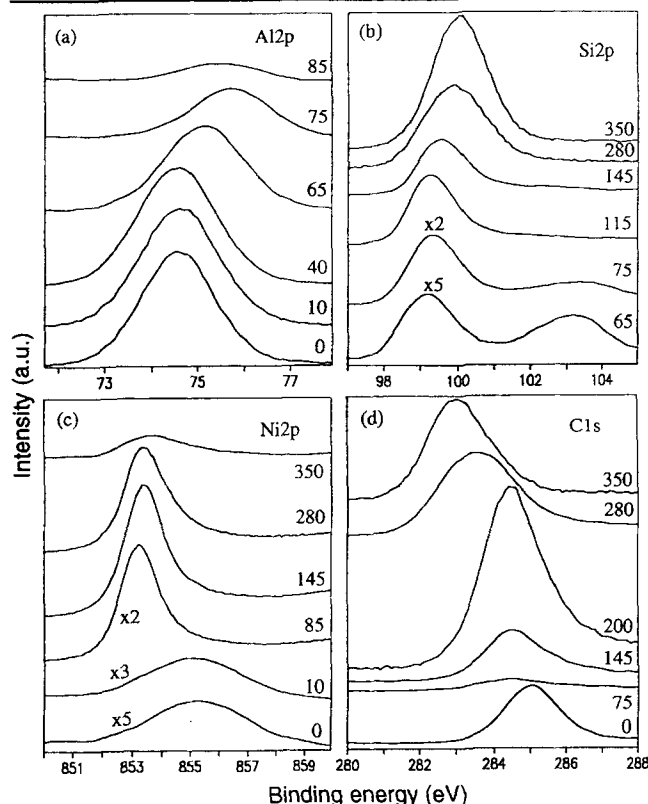 (a) Al2p
85
75
65
40
10
0
73 75 77
(b) Si2p
350
280
145
115
x2
75
x5
65
98 100 102 104
Intensity (a.u.)
(c) Ni2p
350
280
145
x2
85
x3
10
x5
0
851 853 855 857 859
(d) C1s
350
280
200
145
75
0
280 282 284 286 288
Binding energy (eV)